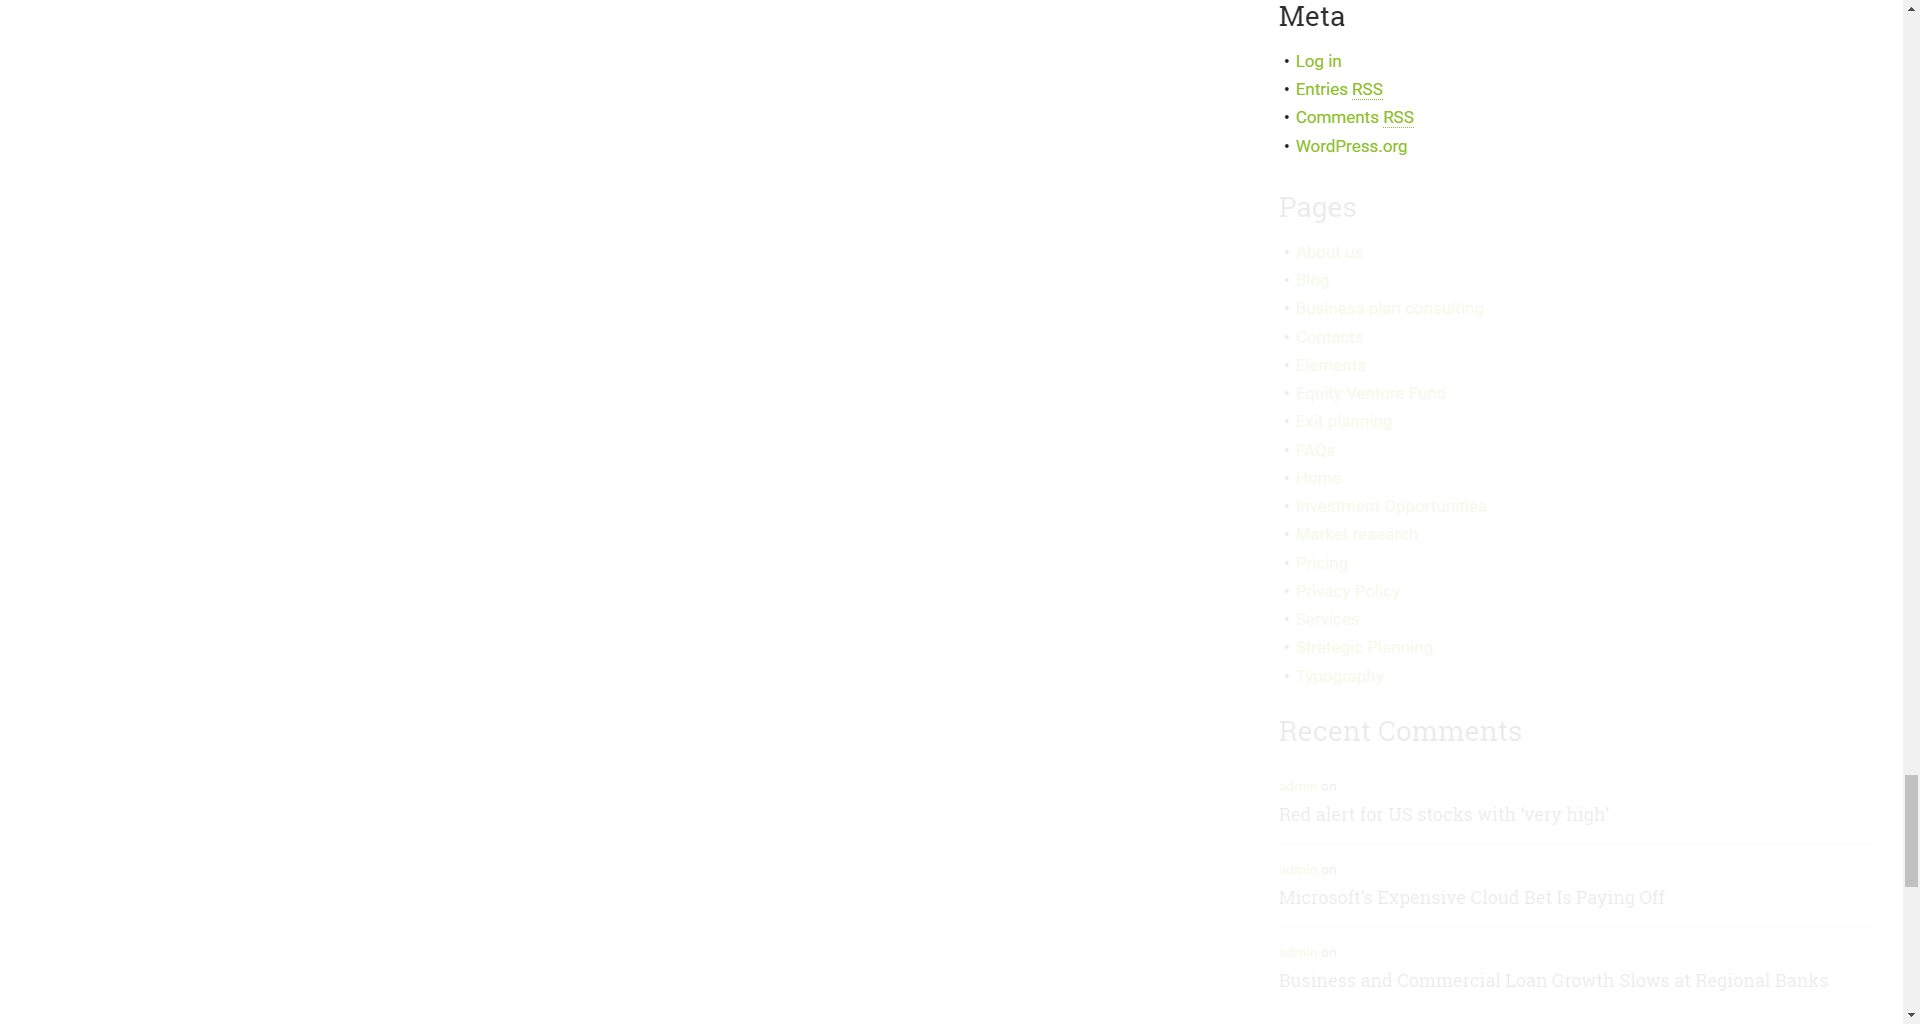 Meta
• Log in
• Entries RSS
• Comments RSS
• WordPress.org
Pages
• About us
• Blog
• Business plan consulting
• Contacts
• Elements
• Equity Venture Fund
• Exit planning
• FAQs
• Home
• Investment Opportunities
• Market research
• Pricing
• Privacy Policy
• Services
• Strategic Planning
• Typography
Recent Comments
admin on
Red alert for US stocks with ‘very high’
admin on
Microsoft’s Expensive Cloud Bet Is Paying Off
admin on
Business and Commercial Loan Growth Slows at Regional Banks